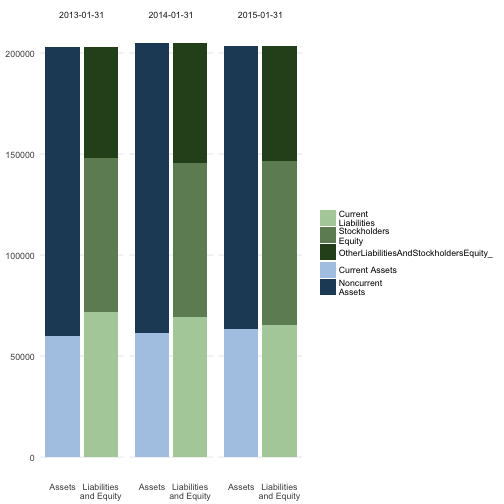 2013-01-31
2014-01-31
2015-01-31
200000
150000
100000
50000
0
Current
Liabilities
Stockholders
Equity
OtherLiabilitiesAndStockholdersEquity_
Current Assets
Noncurrent
Assets
Assets
Liabilities
and Equity
Assets
Liabilities
and Equity
Assets
Liabilities
and Equity